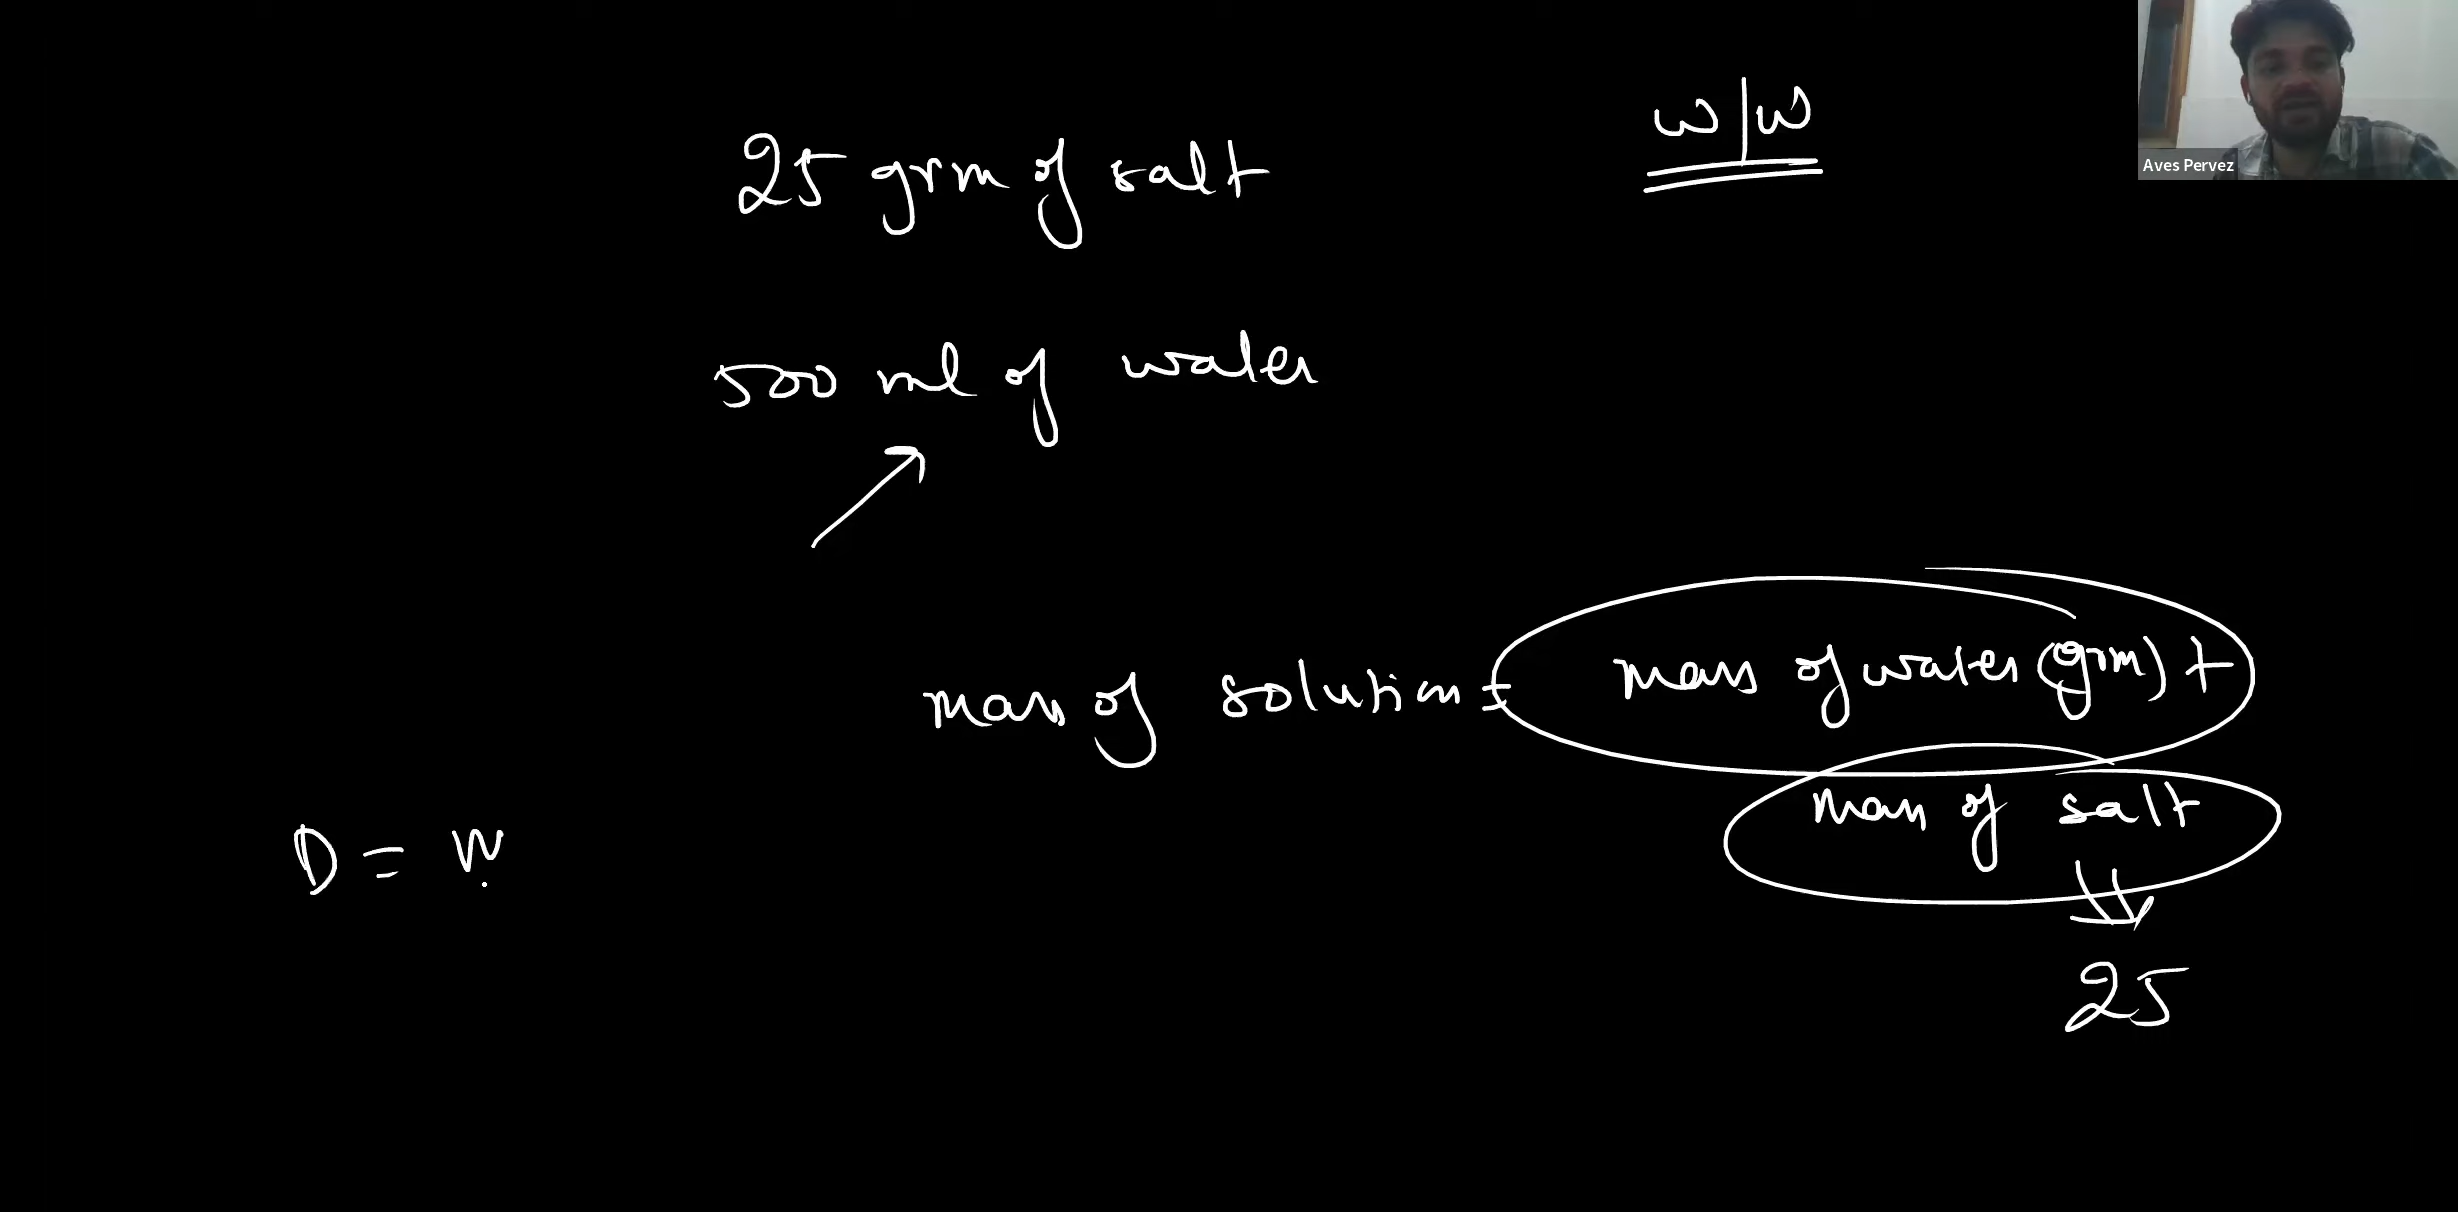 25 grm of salt
w/w
Aves Pervez
500 ml of water
mass of solution = mass of water (grm) +
mass of salt
D = M
25